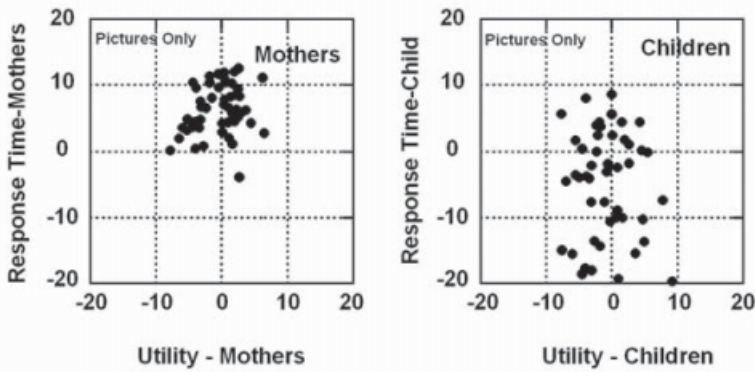 20
Pictures Only
Mothers
10
0
-10
-20
-20 -10 0 10 20
Response Time-Mothers
Utility - Mothers
20
Pictures Only
Children
10
0
-10
-20
-20 -10 0 10 20
Response Time-Child
Utility - Children